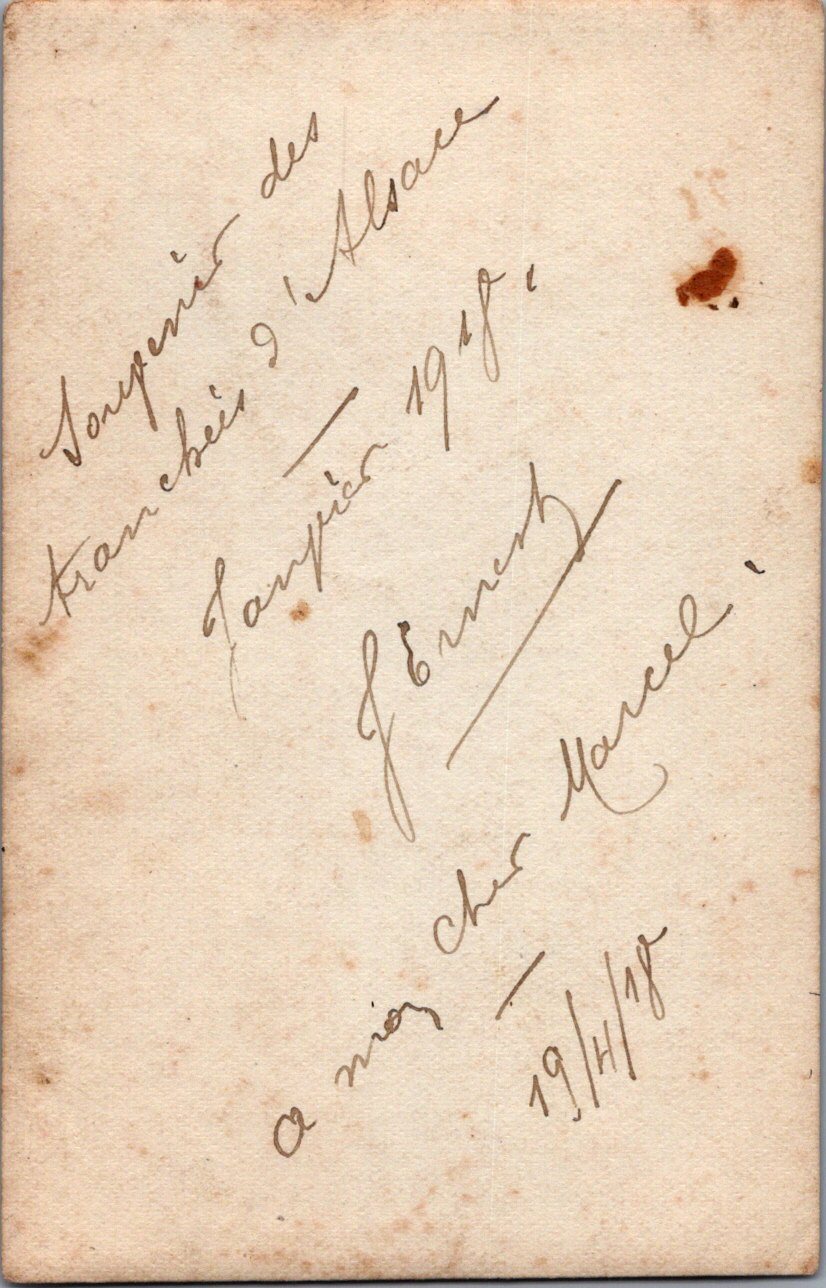 Souvenir des
tranchées d'Alsace
Janvier 1918.
J Ernest
a mon cher Marcel.
19/4/18